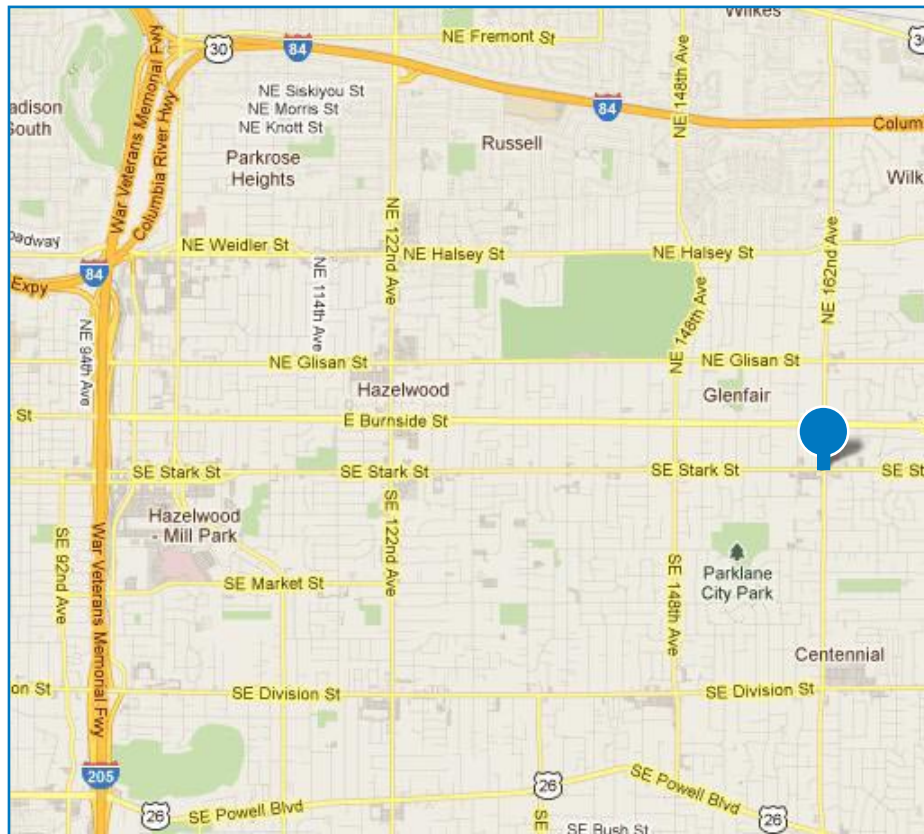 Wilkes
NE Fremont St
30
84
30
War Veterans Memorial Fwy
Columbia River Hwy
NE Siskiyou St
NE Morris St
NE Knott St
84
NE 148th Ave
Colum
adison
South
Parkrose
Heights
Russell
Wilk
oadway
NE Weidler St
NE Halsey St
NE Halsey St
84
Expy
NE 114th Ave
NE 122nd Ave
NE 148th Ave
NE 162nd Ave
NE 94th Ave
NE Glisan St
NE Glisan St
Hazelwood
Glenfair
St
E Burnside St
SE Stark St
SE Stark St
SE Stark St
SE St
Hazelwood
- Mill Park
SE 92nd Ave
War Veterans Memorial Fwy
SE 122nd Ave
SE 148th Ave
SE Market St
Parklane
City Park
Centennial
on St
SE Division St
SE Division St
205
26
SE Powell Blvd
26
SE Powell Blvd
26
SE
SE Bush St